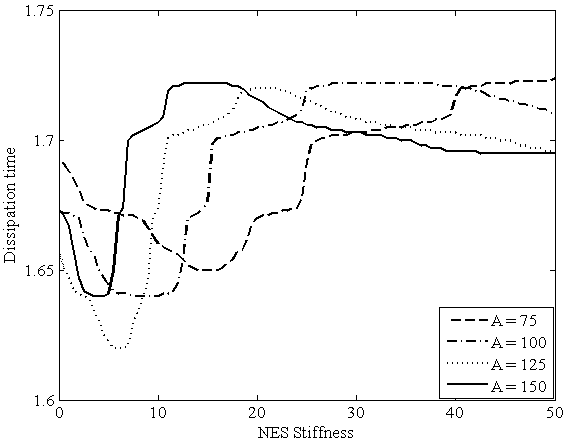 1.75
1.7
1.65
1.6
Dissipation time
0
10
20
30
40
50
NES Stiffness
A = 75
A = 100
A = 125
A = 150